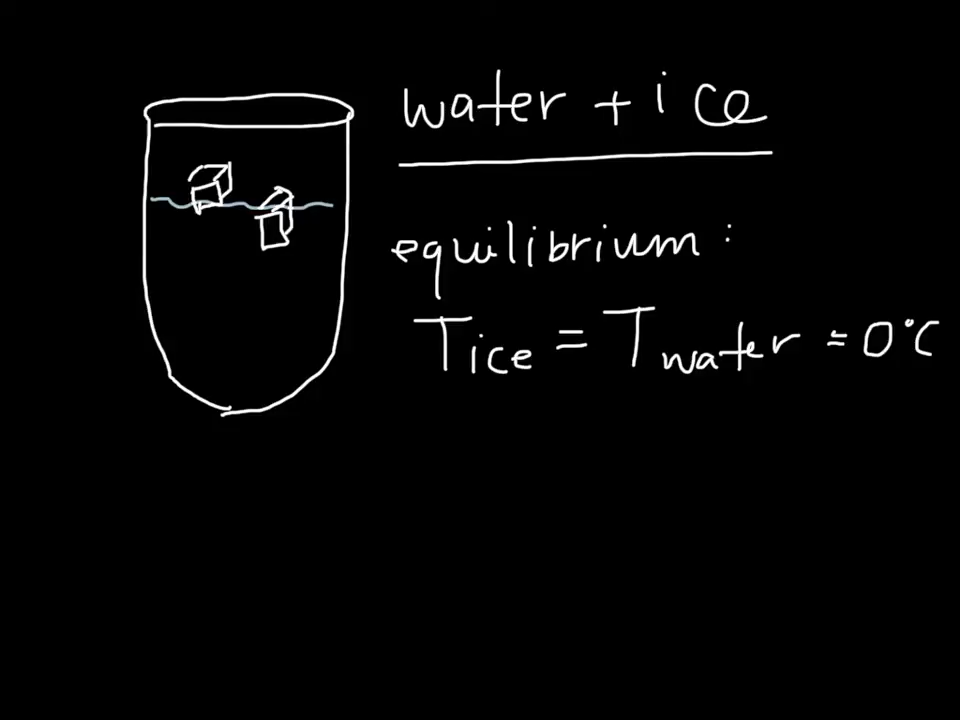 water + ice
equilibrium:
Tice = Twater = 0°C